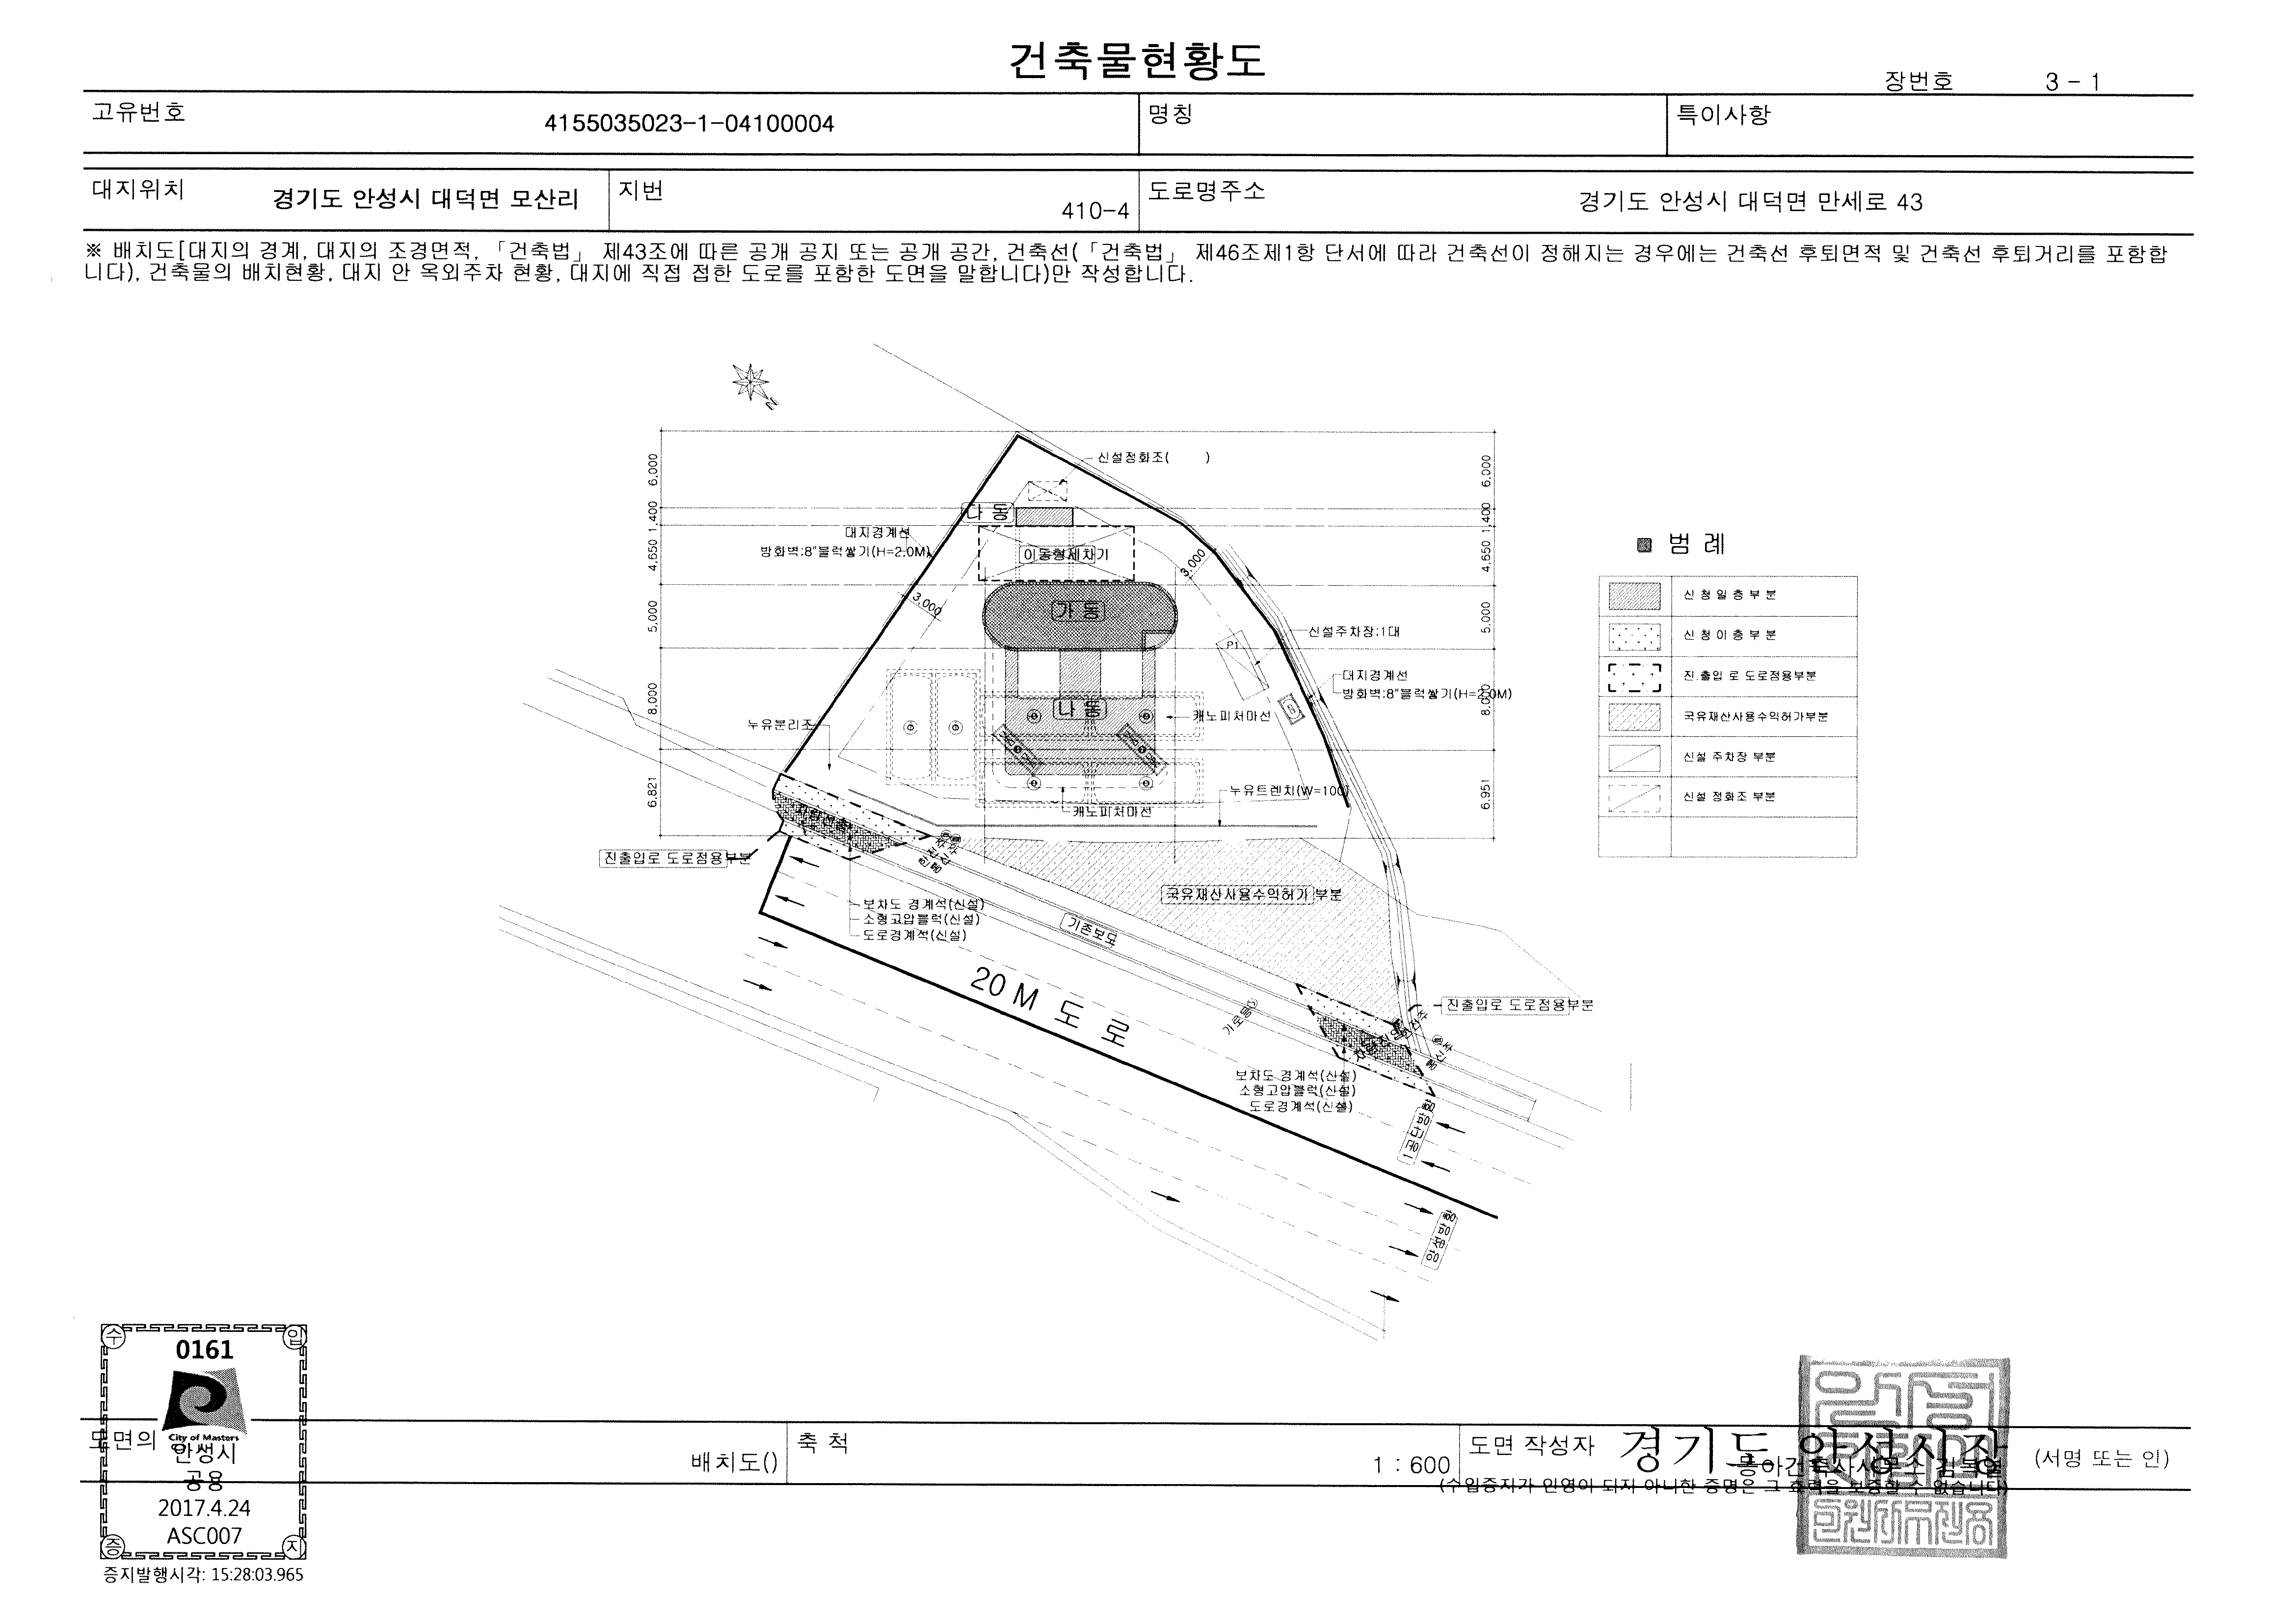 건축물현황도
장번호 3 - 1
고유번호 4155035023-1-04100004 명칭 특이사항
대지위치 경기도 안성시 대덕면 모산리 지번 410-4 도로명주소 경기도 안성시 대덕면 만세로 43
※ 배치도[대지의 경계, 대지의 조경면적, 「건축법」 제43조에 따른 공개 공지 또는 공개 공간, 건축선(「건축법」 제46조제1항 단서에 따라 건축선이 정해지는 경우에는 건축선 후퇴면적 및 건축선 후퇴거리를 포함합
니다), 건축물의 배치현황, 대지 안 옥외주차 현황, 대지에 직접 접한 도로를 포함한 도면을 말합니다)만 작성합니다.
N
6.000
1.400
4.650
5.000
8.000
6.821
6.000
1.400
4.650
5.000
8.000
6.951
신설정화조( )
다 동
대지경계선
방화벽:8"블럭쌓기(H=2.0M)
이동형세차기
3.000
3.000
가 동
신설주차장:1대
P1
대지경계선
방화벽:8"블럭쌓기(H=2.0M)
나 동
캐노피처마선
누유분리조
누유트렌치(W=100)
캐노피처마선
진출입로 도로점용부분
국유재산사용수익허가 부분
보차도 경계석(신설)
소형고압블럭(신설)
도로경계석(신설)
기존보도
20 M 도 로
가로등
진출입로 도로점용부분
보차도 경계석(신설)
소형고압블럭(신설)
도로경계석(신설)
통신주
1공단방향
안성방향
범 례
신 청 일 층 부 분
신 청 이 층 부 분
진.출입 로 도로점용부분
국유재산사용수익허가부분
신설 주차장 부분
신설 정화조 부분
수 입
0161
City of Masters
안성시
공용
2017.4.24
ASC007
증 지
증지발행시각: 15:28:03.965
도면의
배치도()
축 척 1 : 600
도면 작성자 경기도 안성시장 (서명 또는 인)
(수입증지가 인영이 되지 아니한 증명은 그 효력을 보증할 수 없습니다)